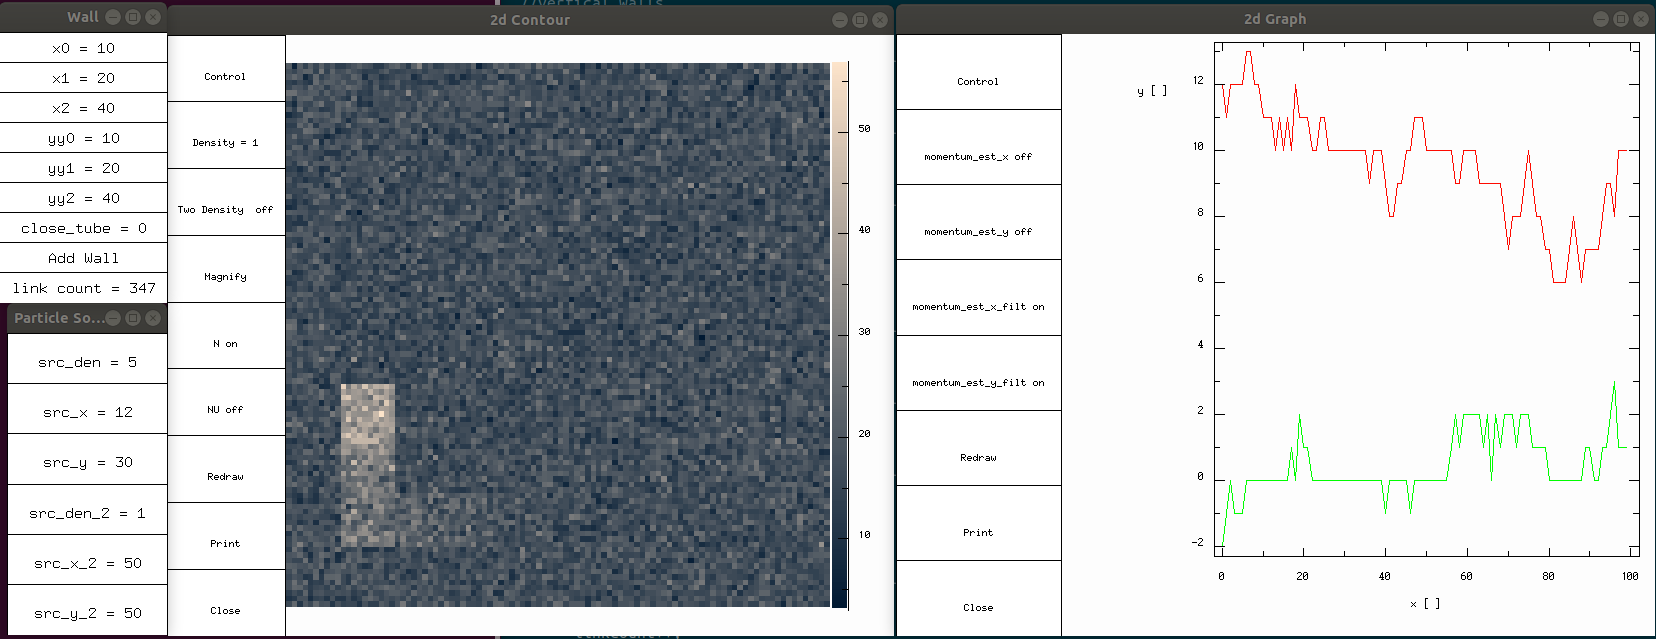 //vertical walls
Wall
x0 = 10
x1 = 20
x2 = 40
yy0 = 10
yy1 = 20
yy2 = 40
close_tube = 0
Add Wall
link count = 347
Particle So...
src_den = 5
src_x = 12
src_y = 30
src_den_2 = 1
src_x_2 = 50
src_y_2 = 50
2d Contour
Control
Density = 1
Two Density off
Magnify
N on
NU off
Redraw
Print
Close
50
40
30
20
10
2d Graph
Control
momentum_est_x off
momentum_est_y off
momentum_est_x_filt on
momentum_est_y_filt on
Redraw
Print
Close
y [ ]
12
10
8
6
4
2
0
-2
0 20 40 60 80 100
x [ ]